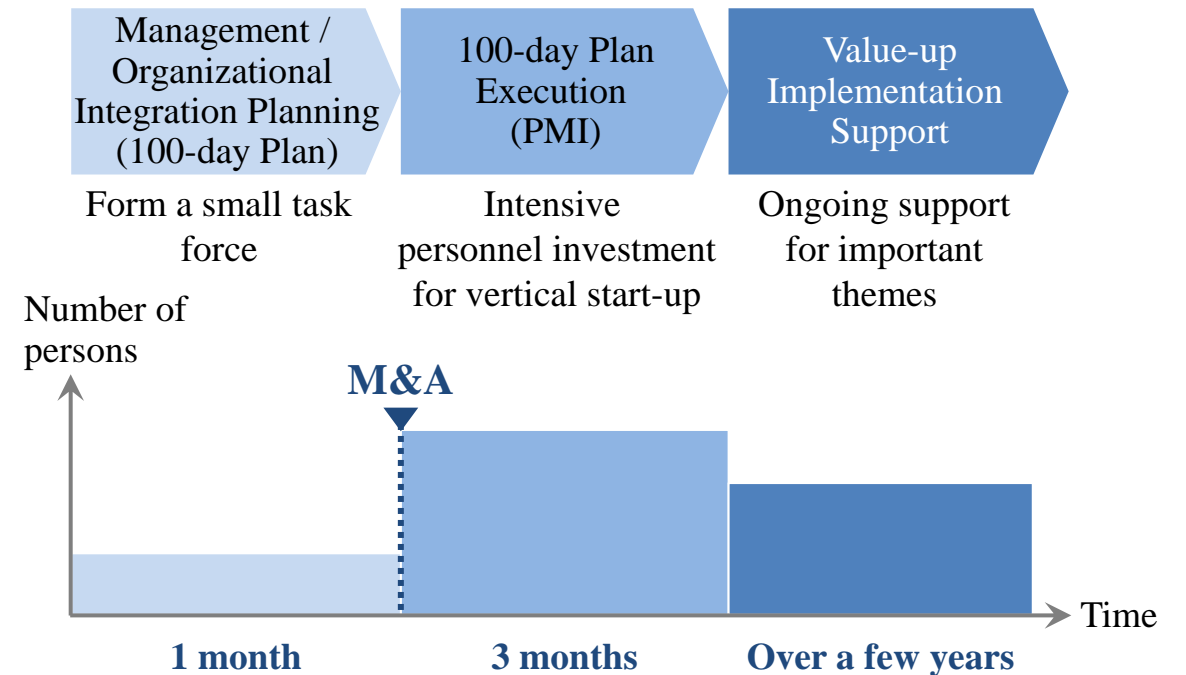 Management /
Organizational
Integration Planning
(100-day Plan)
100-day Plan
Execution
(PMI)
Value-up
Implementation
Support
Form a small task
force
Intensive
personnel investment
for vertical start-up
Ongoing support
for important
themes
Number of
persons
M&A
Time
1 month
3 months
Over a few years